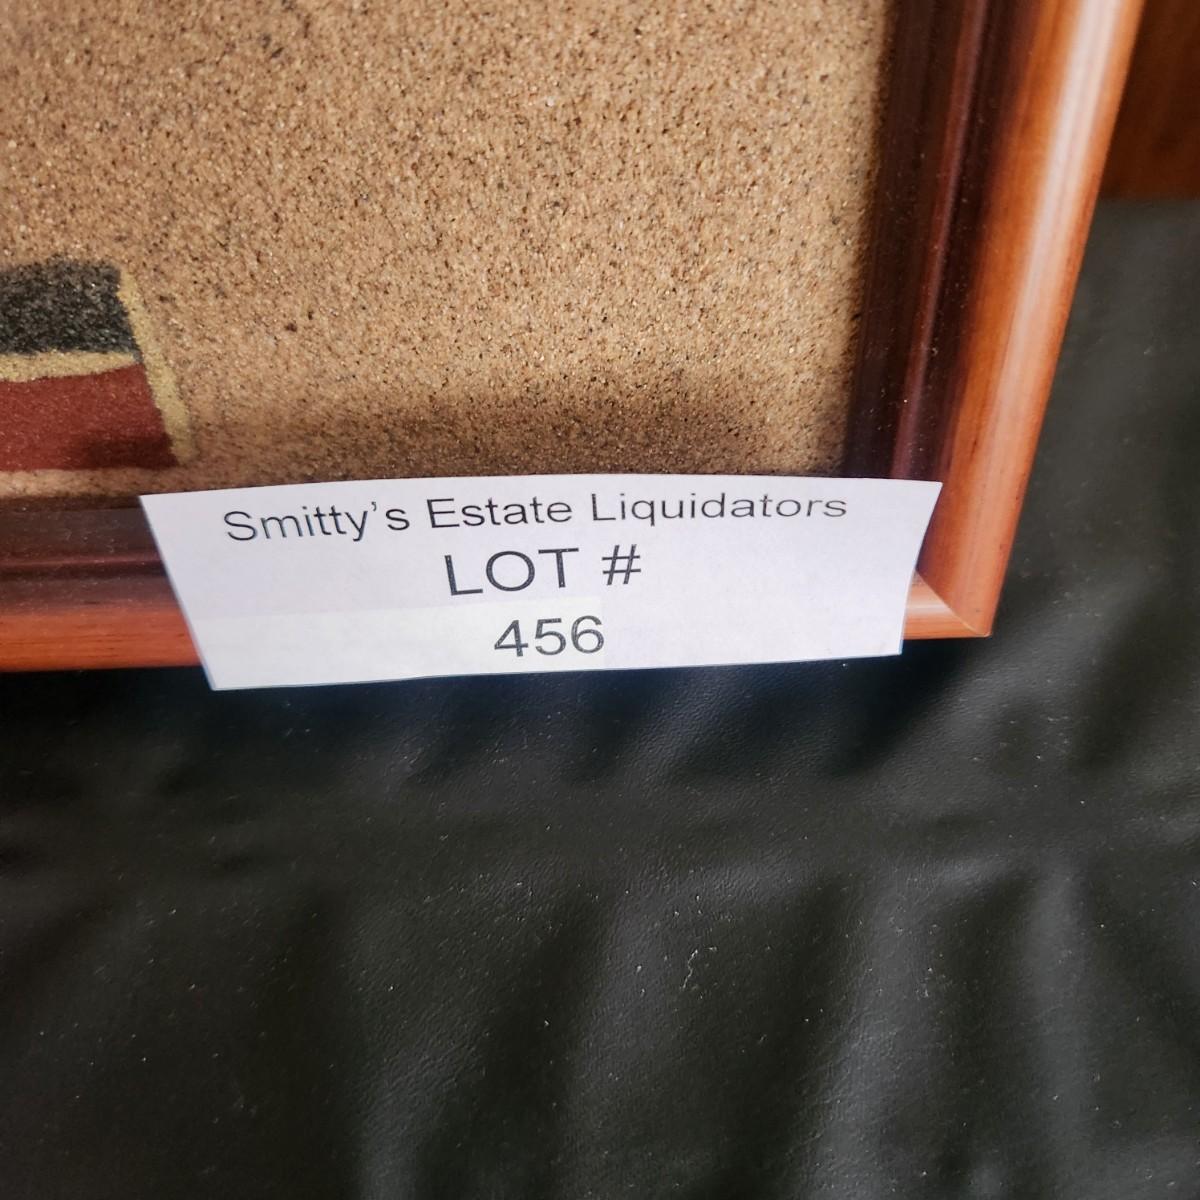 Smitty’s Estate Liquidators
LOT #
456